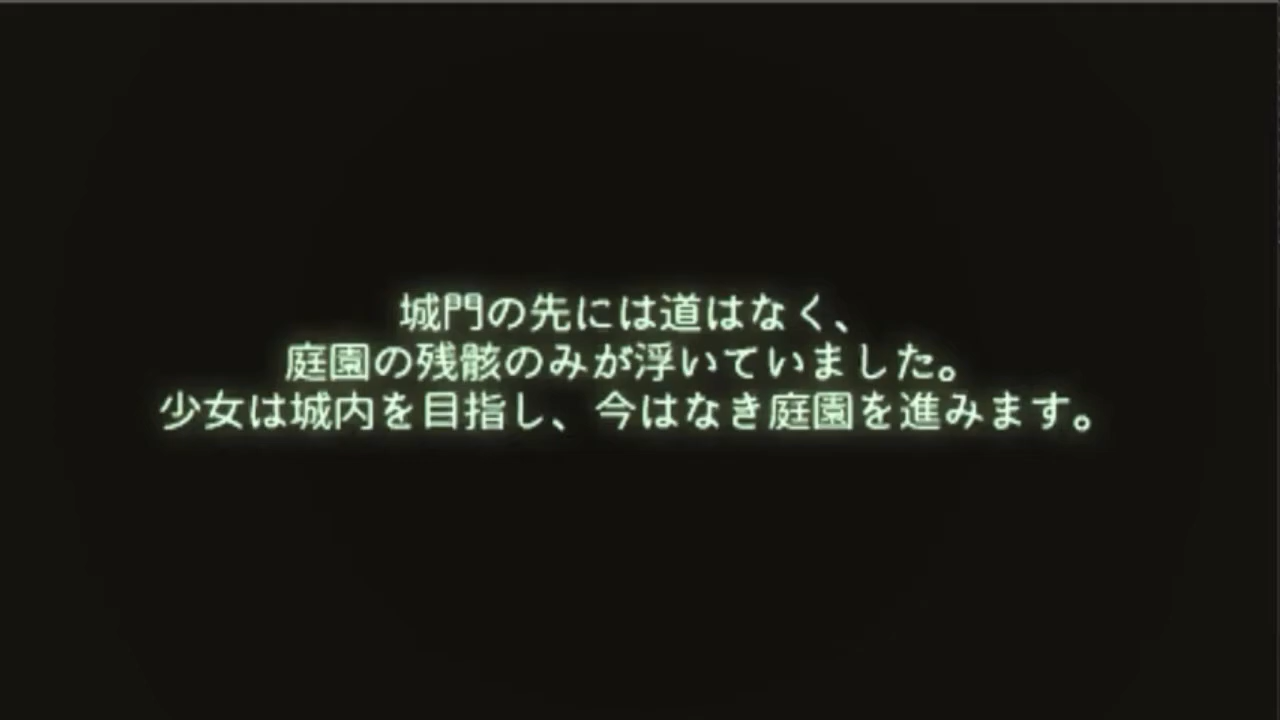 城門の先には道はなく、
庭園の残骸のみが浮いていました。
少女は城内を目指し、今はなき庭園を進みます。